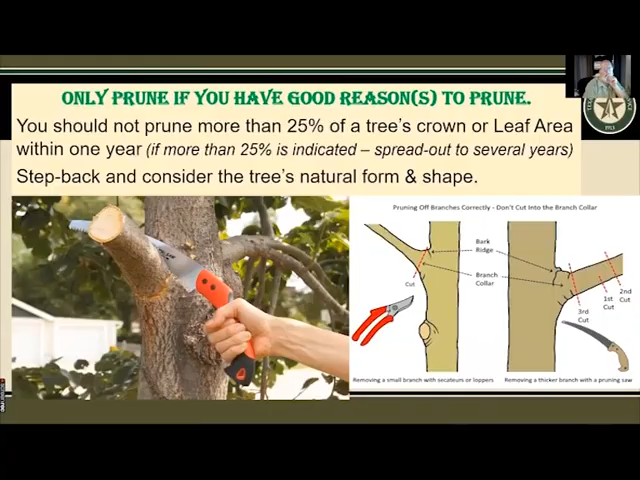 ONLY PRUNE IF YOU HAVE GOOD REASON(S) TO PRUNE.
You should not prune more than 25% of a tree's crown or Leaf Area
within one year (if more than 25% is indicated – spread-out to several years)
Step-back and consider the tree's natural form & shape.
Pruning Off Branches Correctly - Don't Cut Into the Branch Collar
Bark
Ridge
Branch
Collar
Cut
2nd
Cut
1st
Cut
3rd
Cut
Removing a small branch with secateurs or loppers
Removing a thicker branch with a pruning saw